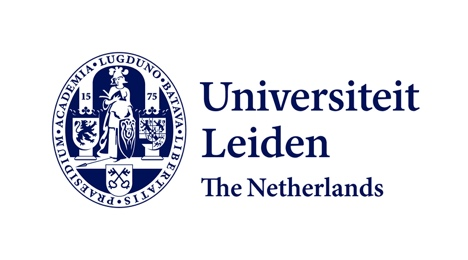 ACADEMIA · LUGDUNO · BATAVA · LIBERTATIS · PRAESIDIUM ·
15 75
Universiteit
Leiden
The Netherlands